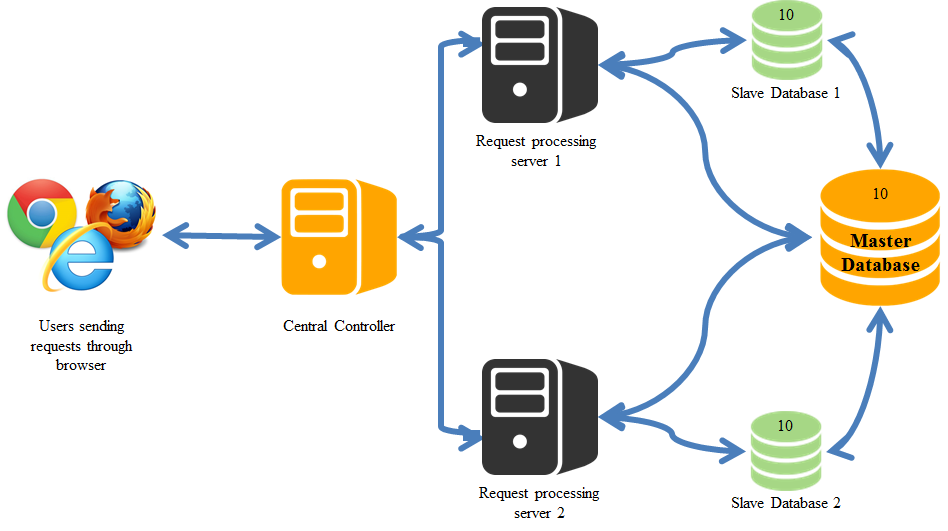 10
Slave Database 1
Request processing
server 1
10
Master
Database
Users sending
requests through
browser
Central Controller
10
Slave Database 2
Request processing
server 2